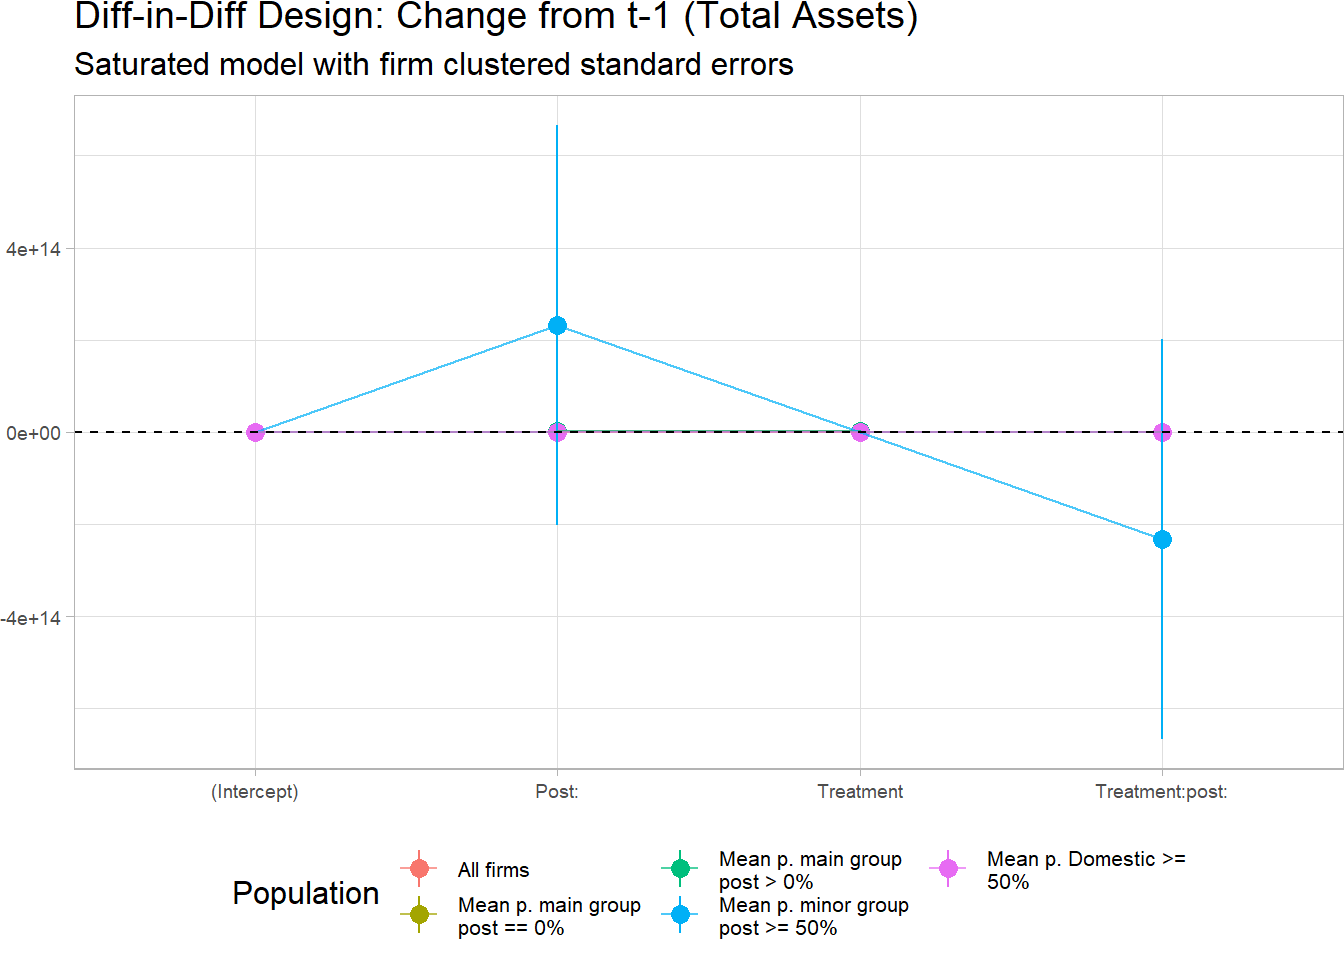 Diff-in-Diff Design: Change from t-1 (Total Assets)
Saturated model with firm clustered standard errors
4e+14
0e+00
-4e+14
(Intercept)
Post:
Treatment
Treatment:post:
Population
All firms
Mean p. main group
post == 0%
Mean p. main group
post > 0%
Mean p. minor group
post >= 50%
Mean p. Domestic >=
50%